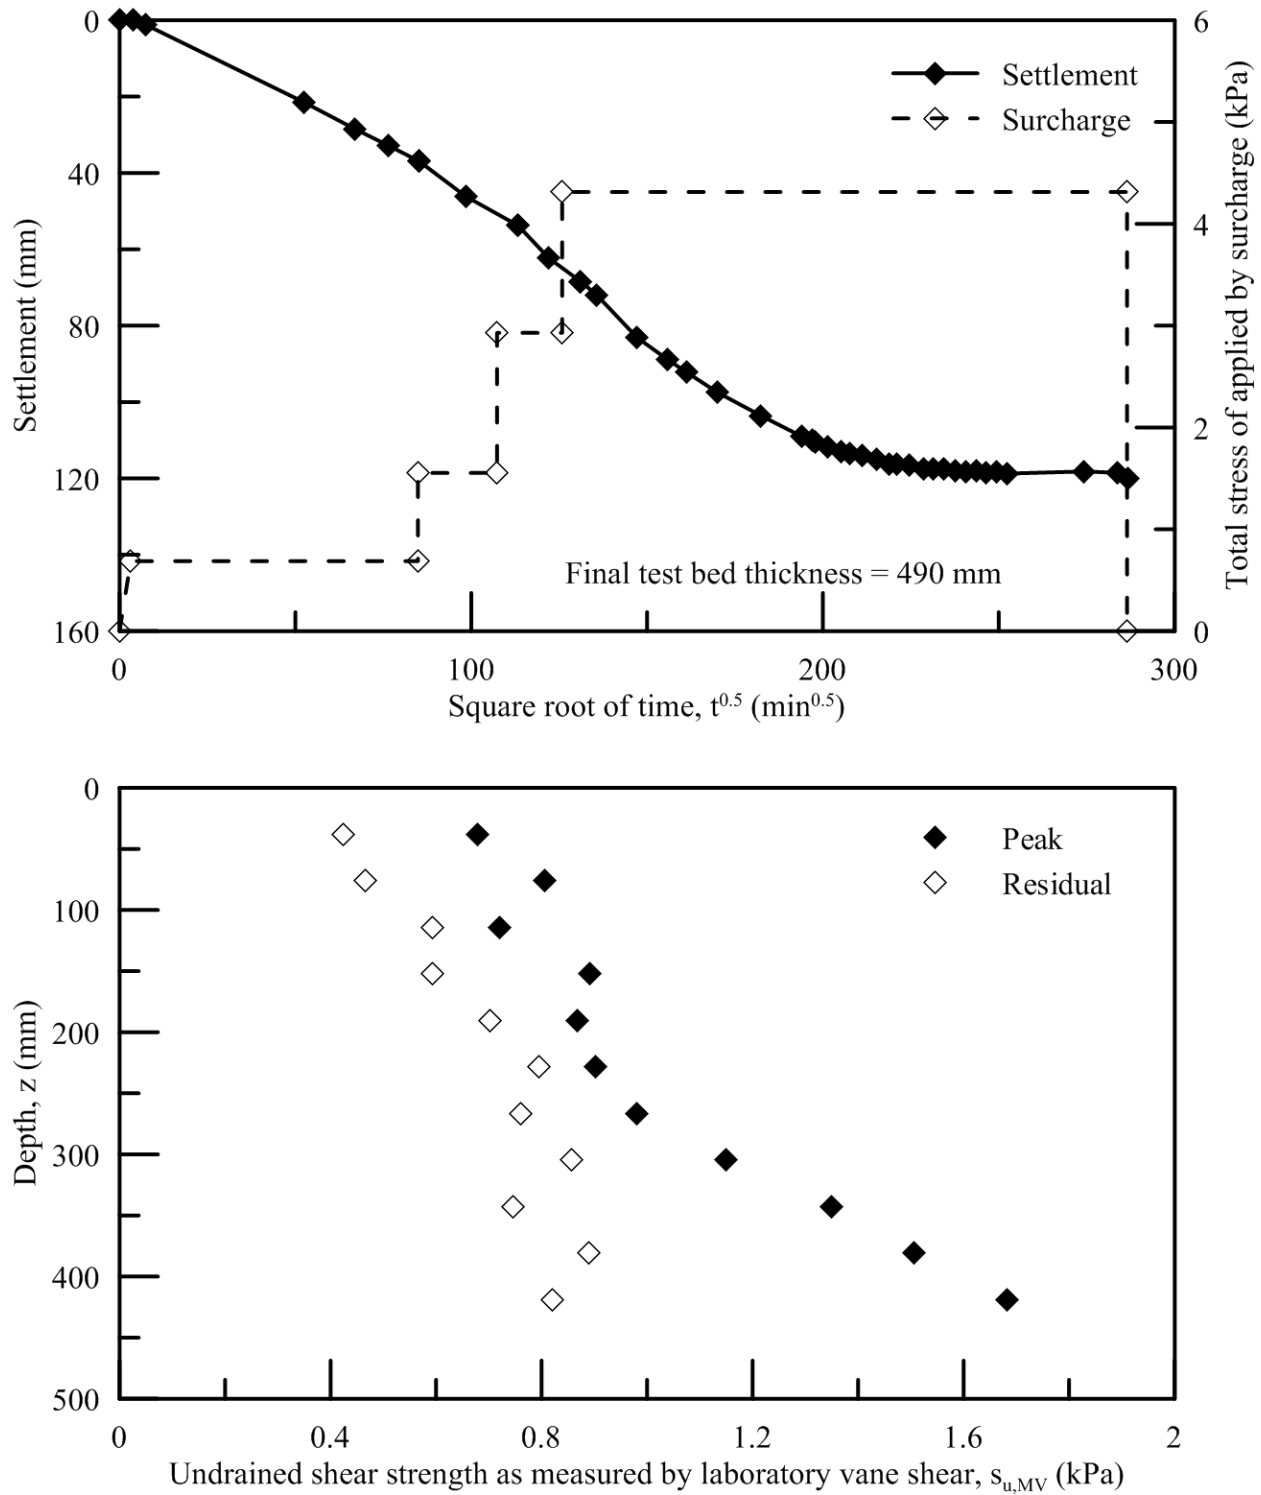 0
40
80
120
160
Settlement (mm)
6
4
2
0
Total stress of applied by surcharge (kPa)
Settlement
Surcharge
Final test bed thickness = 490 mm
0 100 200 300
Square root of time, t^0.5 (min^0.5)
0
100
200
300
400
500
Depth, z (mm)
Peak
Residual
0 0.4 0.8 1.2 1.6 2
Undrained shear strength as measured by laboratory vane shear, s_u,MV (kPa)